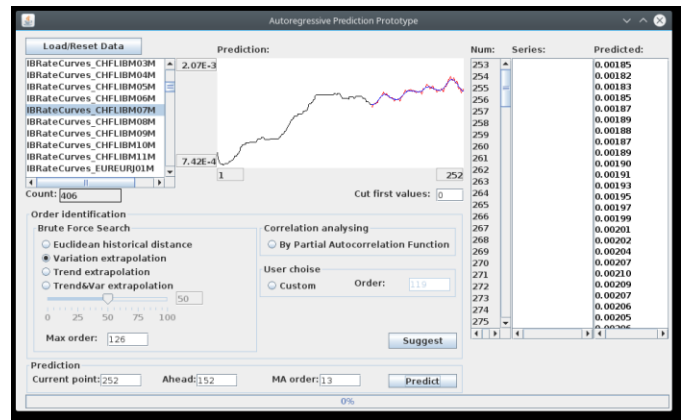 Autoregressive Prediction Prototype
Load/Reset Data
Prediction:
Num:
Series:
Predicted:
IBRateCurves_CHFLIBM03M
IBRateCurves_CHFLIBM04M
IBRateCurves_CHFLIBM05M
IBRateCurves_CHFLIBM06M
IBRateCurves_CHFLIBM07M
IBRateCurves_CHFLIBM08M
IBRateCurves_CHFLIBM09M
IBRateCurves_CHFLIBM10M
IBRateCurves_CHFLIBM11M
IBRateCurves_EUREURJ01M
2.07E-3
7.42E-4
1
252
Count: 406
Cut first values: 0
Order identification
Brute Force Search
Euclidean historical distance
Variation extrapolation
Trend extrapolation
Trend&Var extrapolation
50
0 25 50 75 100
Max order: 126
Correlation analysing
By Partial Autocorrelation Function
User choise
Custom Order: 119
Suggest
Prediction
Current point: 252 Ahead: 152 MA order: 13 Predict
0%
253
254
255
256
257
258
259
260
261
262
263
264
265
266
267
268
269
270
271
272
273
274
275
0.00185
0.00182
0.00183
0.00185
0.00187
0.00189
0.00188
0.00187
0.00189
0.00190
0.00191
0.00193
0.00195
0.00197
0.00199
0.00201
0.00202
0.00204
0.00207
0.00210
0.00209
0.00207
0.00206
0.00205